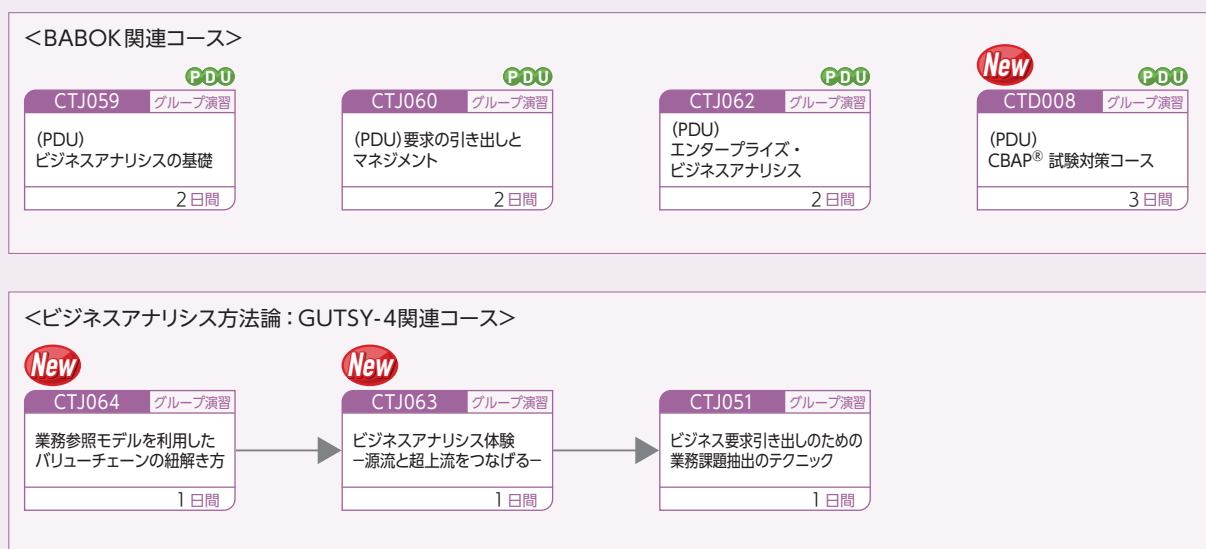 ＜BABOK関連コース＞
PDU
CTJ059 グループ演習
(PDU)
ビジネスアナリシスの基礎
2日間
PDU
CTJ060 グループ演習
(PDU)要求の引き出しと
マネジメント
2日間
PDU
CTJ062 グループ演習
(PDU)
エンタープライズ・
ビジネスアナリシス
2日間
New
PDU
CTD008 グループ演習
(PDU)
CBAP® 試験対策コース
3日間
＜ビジネスアナリシス方法論：GUTSY-4関連コース＞
New
CTJ064 グループ演習
業務参照モデルを利用した
バリューチェーンの紐解き方
1日間
New
CTJ063 グループ演習
ビジネスアナリシス体験
−源流と超上流をつなげる−
1日間
CTJ051 グループ演習
ビジネス要求引き出しのための
業務課題抽出のテクニック
1日間